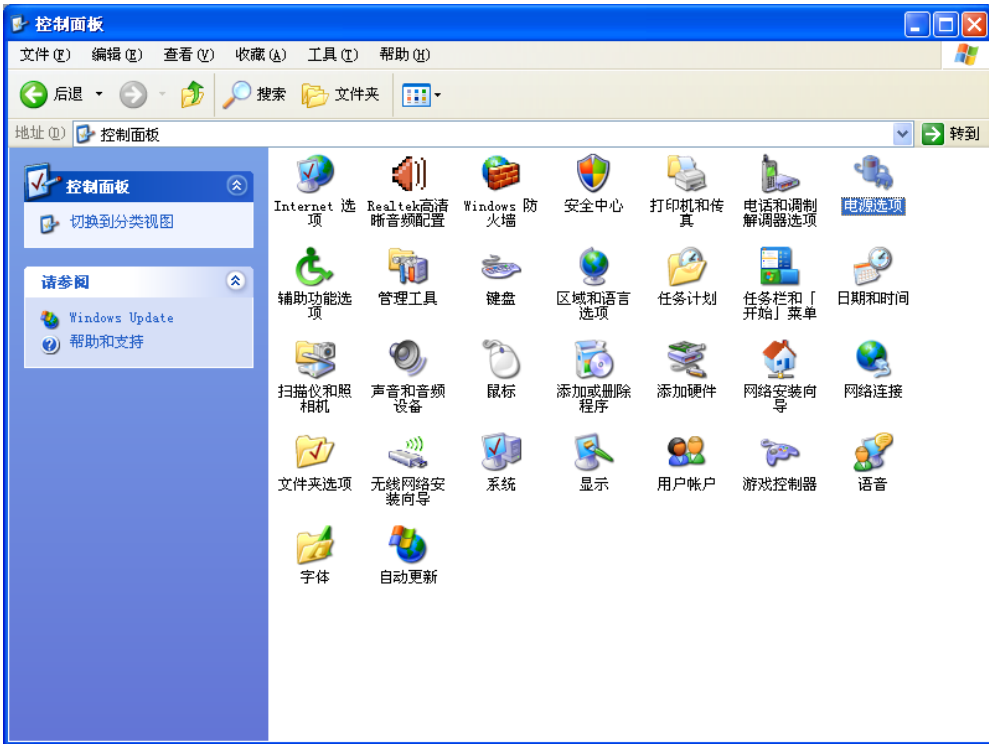 控制面板
文件(F) 编辑(E) 查看(V) 收藏(A) 工具(T) 帮助(H)
后退 搜索 文件夹
地址(D) 控制面板 转到
控制面板
切换到分类视图
请参阅
Windows Update
帮助和支持
Internet 选
项
Realtek高清
晰音频配置
Windows 防
火墙
安全中心
打印机和传
真
电话和调制
解调器选项
电源选项
辅助功能选
项
管理工具
键盘
区域和语言
选项
任务计划
任务栏和「
开始」菜单
日期和时间
扫描仪和照
相机
声音和音频
设备
鼠标
添加或删除
程序
添加硬件
网络安装向
导
网络连接
文件夹选项
无线网络安
装向导
系统
显示
用户帐户
游戏控制器
语音
字体
自动更新